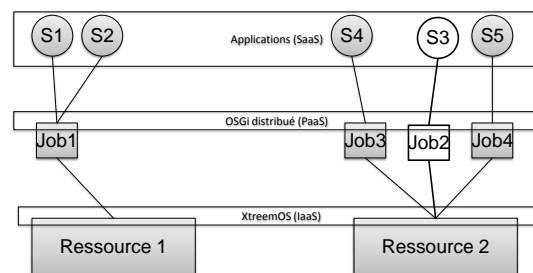 S1 S2 Applications (SaaS) S4 S3 S5
OSGi distribué (PaaS)
Job1 Job3 Job2 Job4
XtreemOS (IaaS)
Ressource 1 Ressource 2